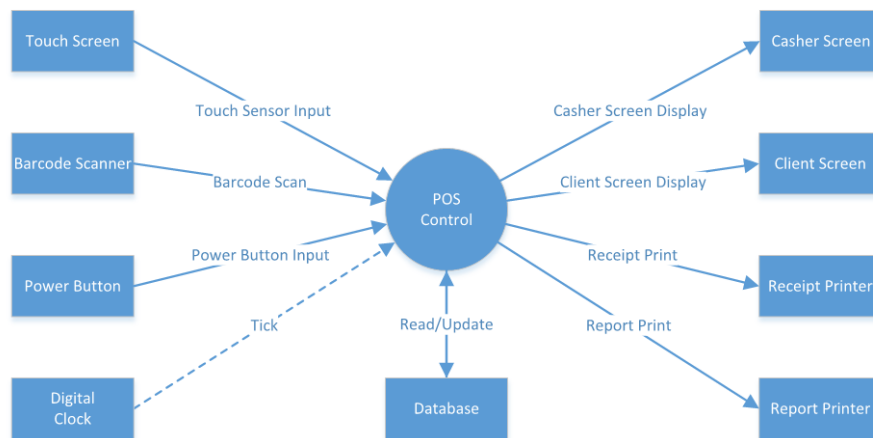 Touch Screen
Casher Screen
Touch Sensor Input
Casher Screen Display
Barcode Scanner
Barcode Scan
Client Screen Display
Client Screen
POS
Control
Power Button
Power Button Input
Receipt Print
Receipt Printer
Tick
Read/Update
Report Print
Digital
Clock
Database
Report Printer